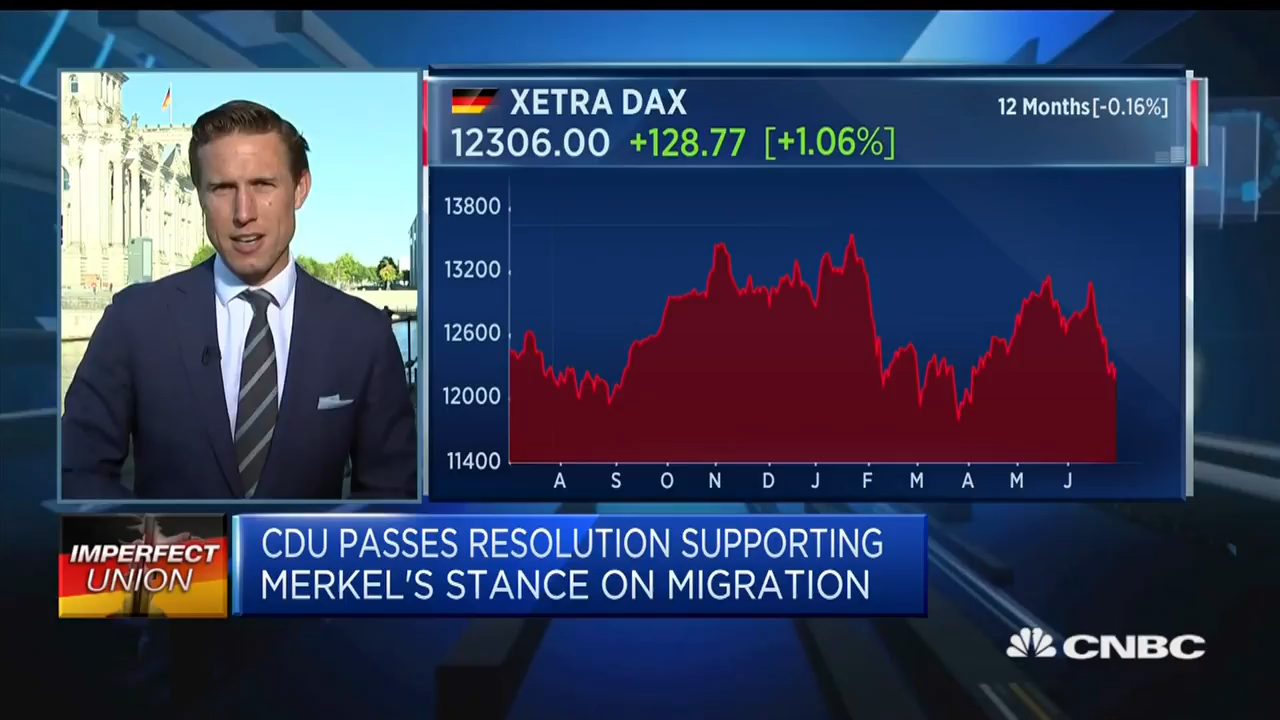 XETRA DAX
12 Months[-0.16%]
12306.00 +128.77 [+1.06%]
13800
13200
12600
12000
11400
A S O N D J F M A M J
IMPERFECT
UNION
CDU PASSES RESOLUTION SUPPORTING
MERKEL'S STANCE ON MIGRATION
CNBC